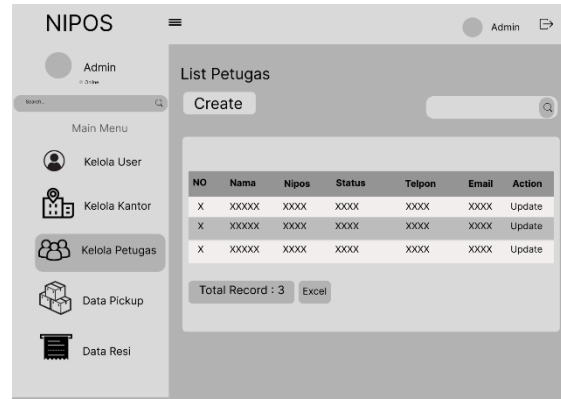 NIPOS
Admin
Admin
Online
Search..
Main Menu
Kelola User
Kelola Kantor
Kelola Petugas
Data Pickup
Data Resi
List Petugas
Create
NO Nama Nipos Status Telpon Email Action
X XXXXX XXXX XXXX XXXX XXXX Update
X XXXXX XXXX XXXX XXXX XXXX Update
X XXXXX XXXX XXXX XXXX XXXX Update
Total Record : 3 Excel